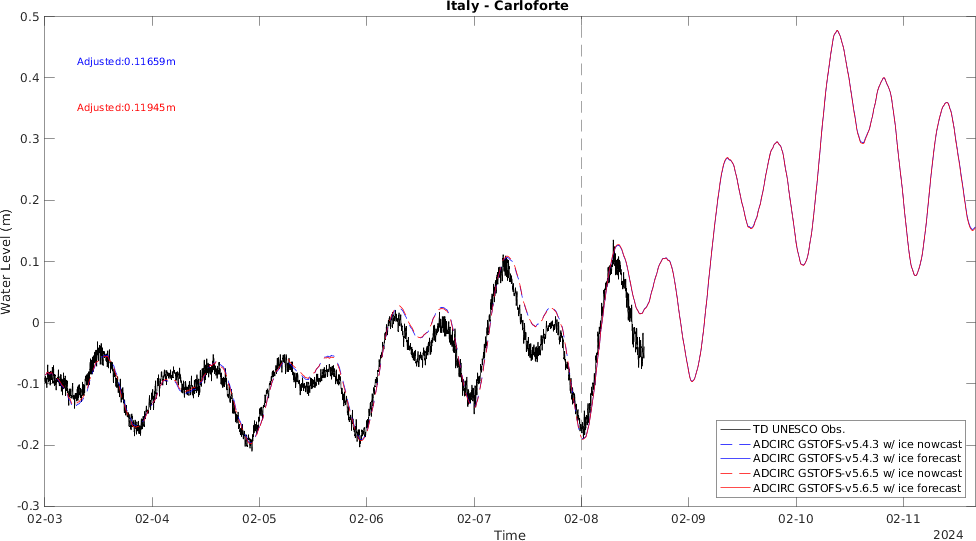 Italy - Carloforte
Adjusted:0.11659m
Adjusted:0.11945m
Water Level (m)
0.5
0.4
0.3
0.2
0.1
0
-0.1
-0.2
-0.3
TD UNESCO Obs.
ADCIRC GSTOFS-v5.4.3 w/ ice nowcast
ADCIRC GSTOFS-v5.4.3 w/ ice forecast
ADCIRC GSTOFS-v5.6.5 w/ ice nowcast
ADCIRC GSTOFS-v5.6.5 w/ ice forecast
02-03 02-04 02-05 02-06 02-07 02-08 02-09 02-10 02-11
Time
2024